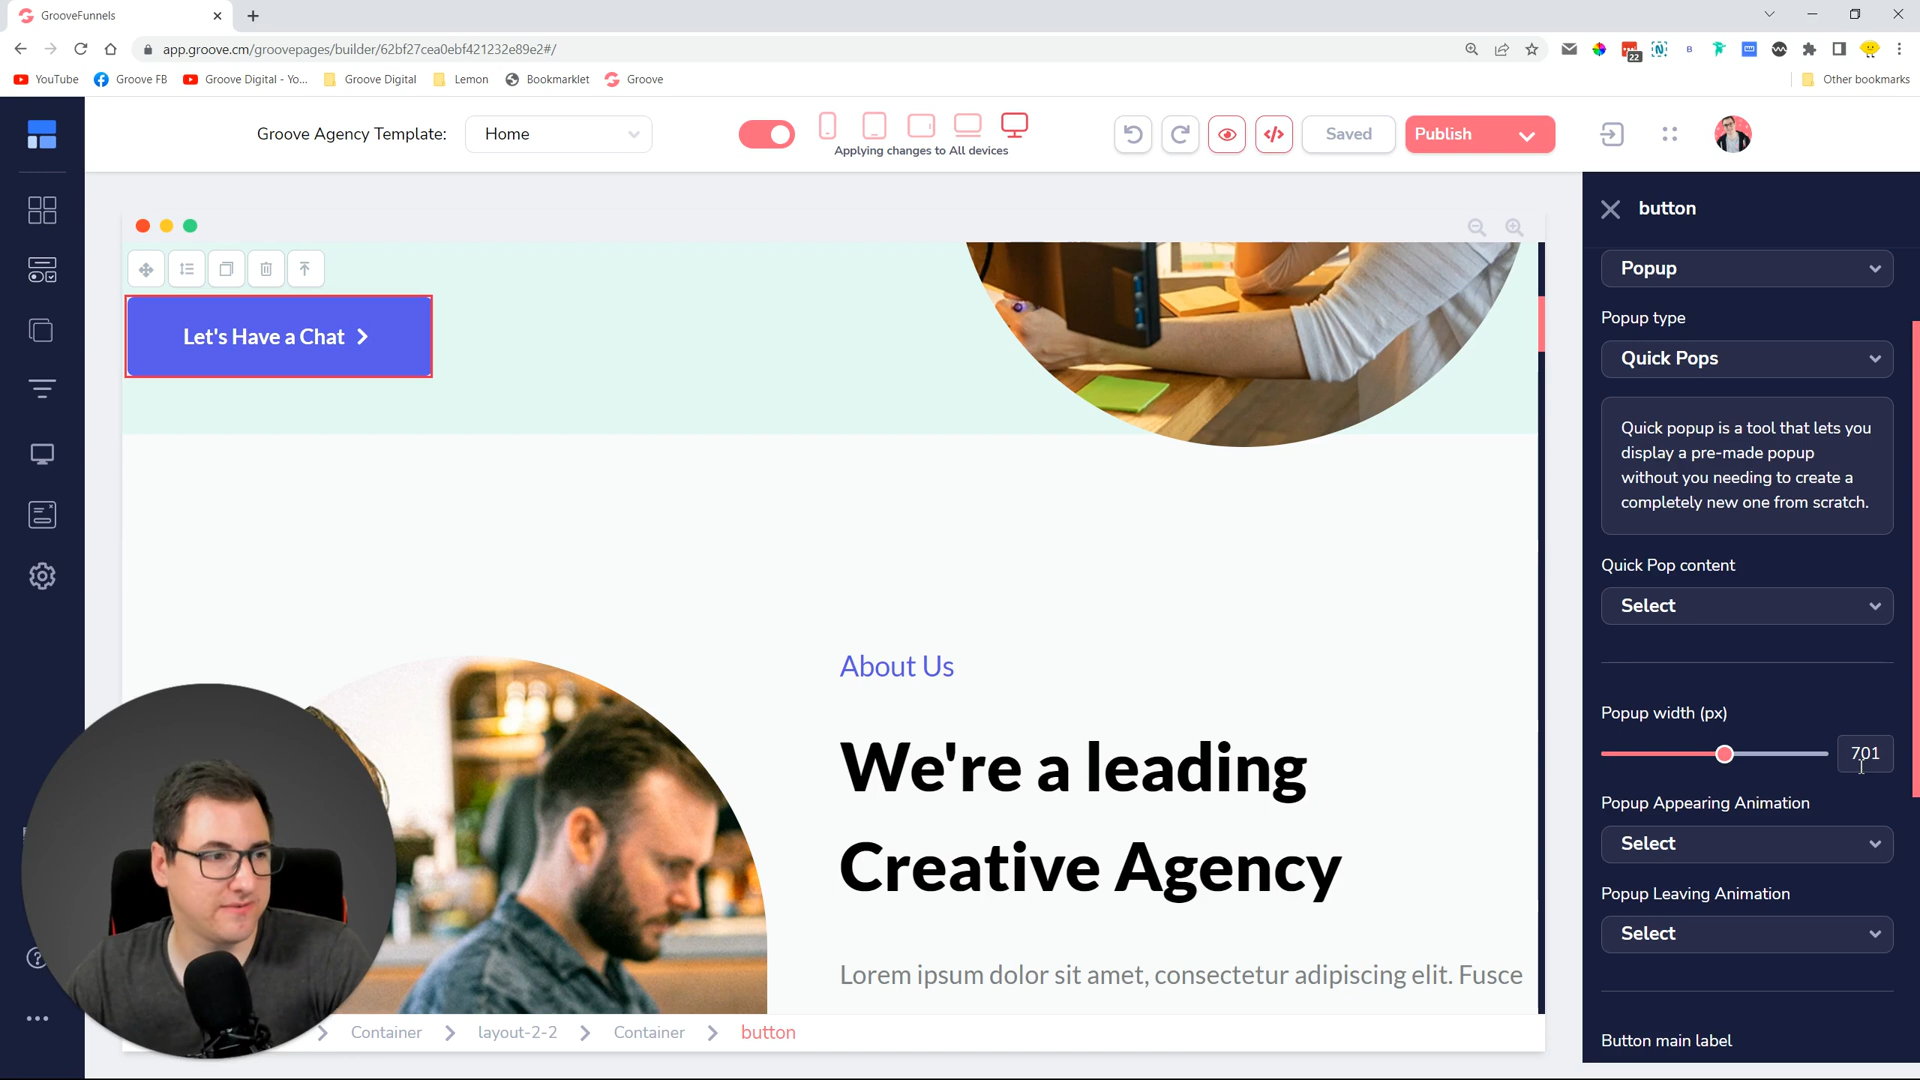 GrooveFunnels
app.groove.cm/groovepages/builder/62bf27cea0ebf421232e89e2#/
22
YouTube
Groove FB
Groove Digital - Yo...
Groove Digital
Lemon
Bookmarklet
Groove
Other bookmarks
Groove Agency Template:
Home
Applying changes to All devices
Saved
Publish
button
Popup
Popup type
Quick Pops
Quick popup is a tool that lets you
display a pre-made popup
without you needing to create a
completely new one from scratch.
Quick Pop content
Select
Popup width (px)
701
Popup Appearing Animation
Select
Popup Leaving Animation
Select
Button main label
Let's Have a Chat
About Us
We're a leading
Creative Agency
Lorem ipsum dolor sit amet, consectetur adipiscing elit. Fusce
Container
layout-2-2
Container
button